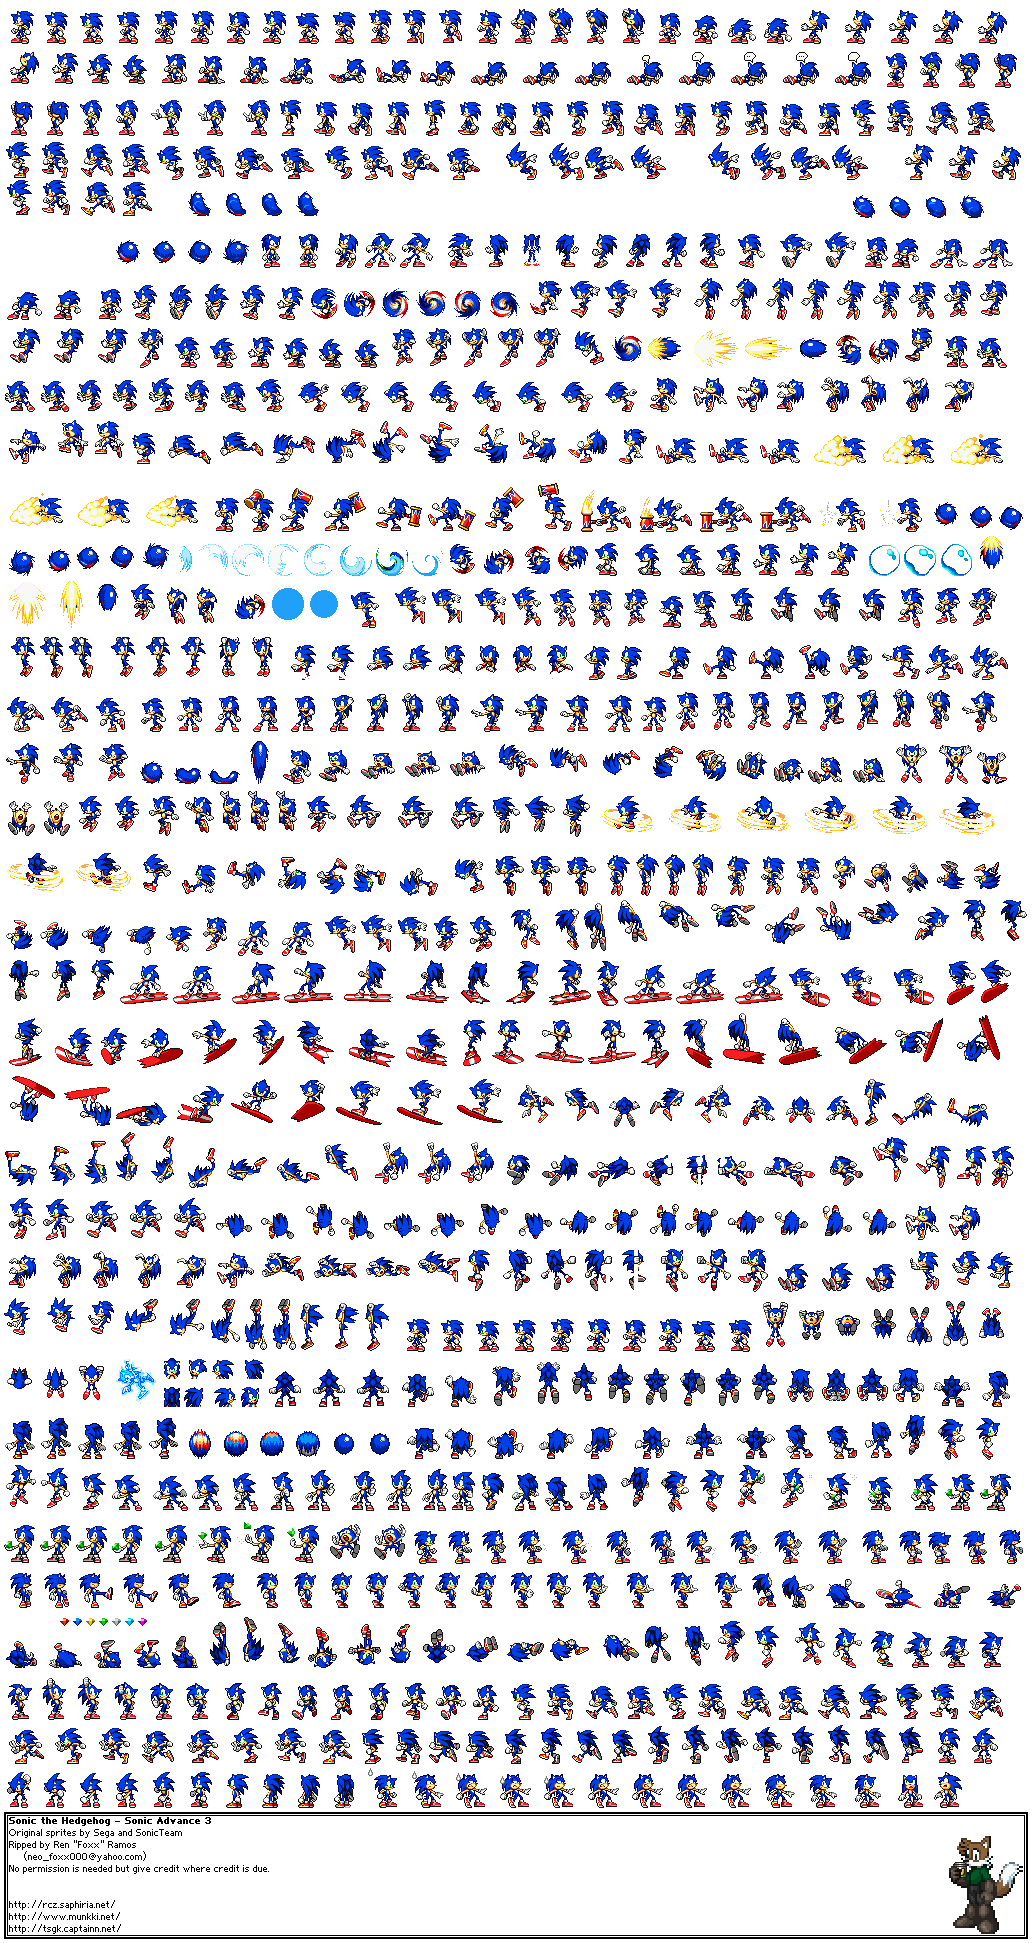 Sonic the Hedgehog - Sonic Advance 3
Original sprites by Sega and SonicTeam
Ripped by Ren "Foxx" Ramos
(neo_foxx000@yahoo.com)
No permission is needed but give credit where credit is due.
http://rcz.saphiria.net/
http://www.munkki.net/
http://tsgk.captainn.net/